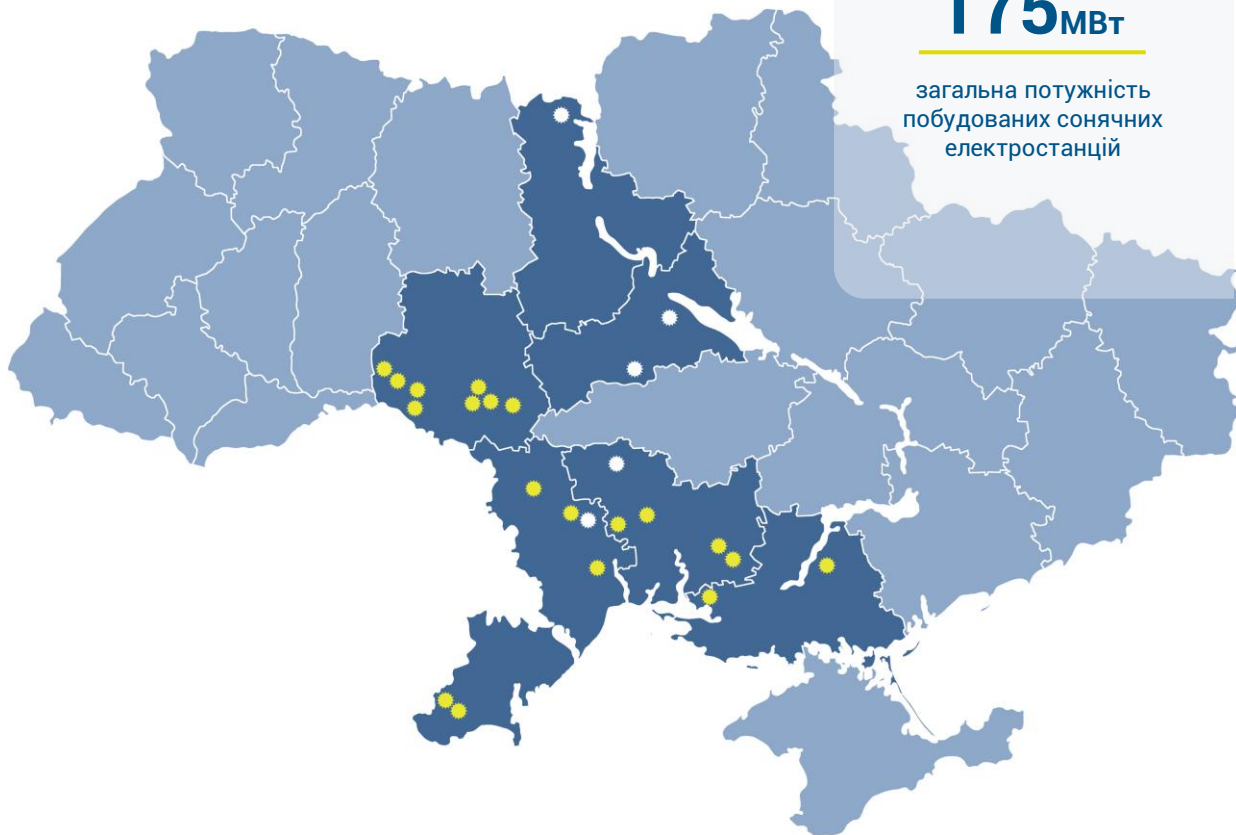 175МВт
загальна потужність
побудованих сонячних
електростанцій